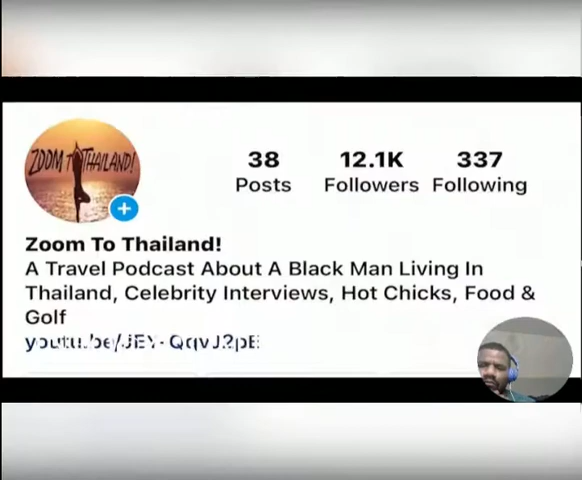 ZOOM TO THAILAND!
38
12.1K
337
Posts
Followers
Following
Zoom To Thailand!
A Travel Podcast About A Black Man Living In
Thailand, Celebrity Interviews, Hot Chicks, Food &
Golf